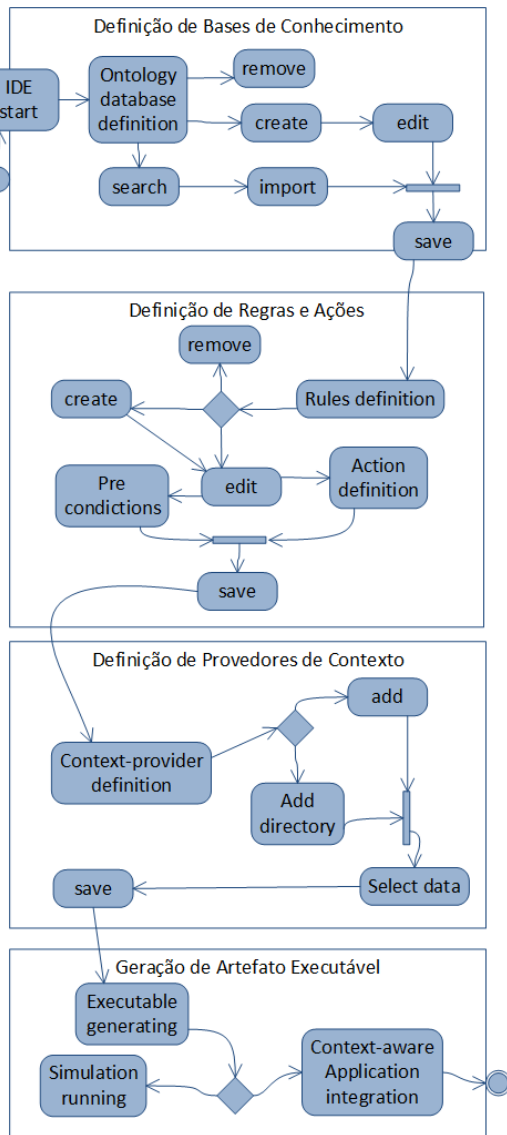 Definição de Bases de Conhecimento
IDE
start
Ontology
database
definition
remove
create
edit
search
import
save
Definição de Regras e Ações
remove
create
Rules definition
Pre
condictions
edit
Action
definition
save
Definição de Provedores de Contexto
add
Context-provider
definition
Add
directory
save
Select data
Geração de Artefato Executável
Executable
generating
Simulation
running
Context-aware
Application
integration